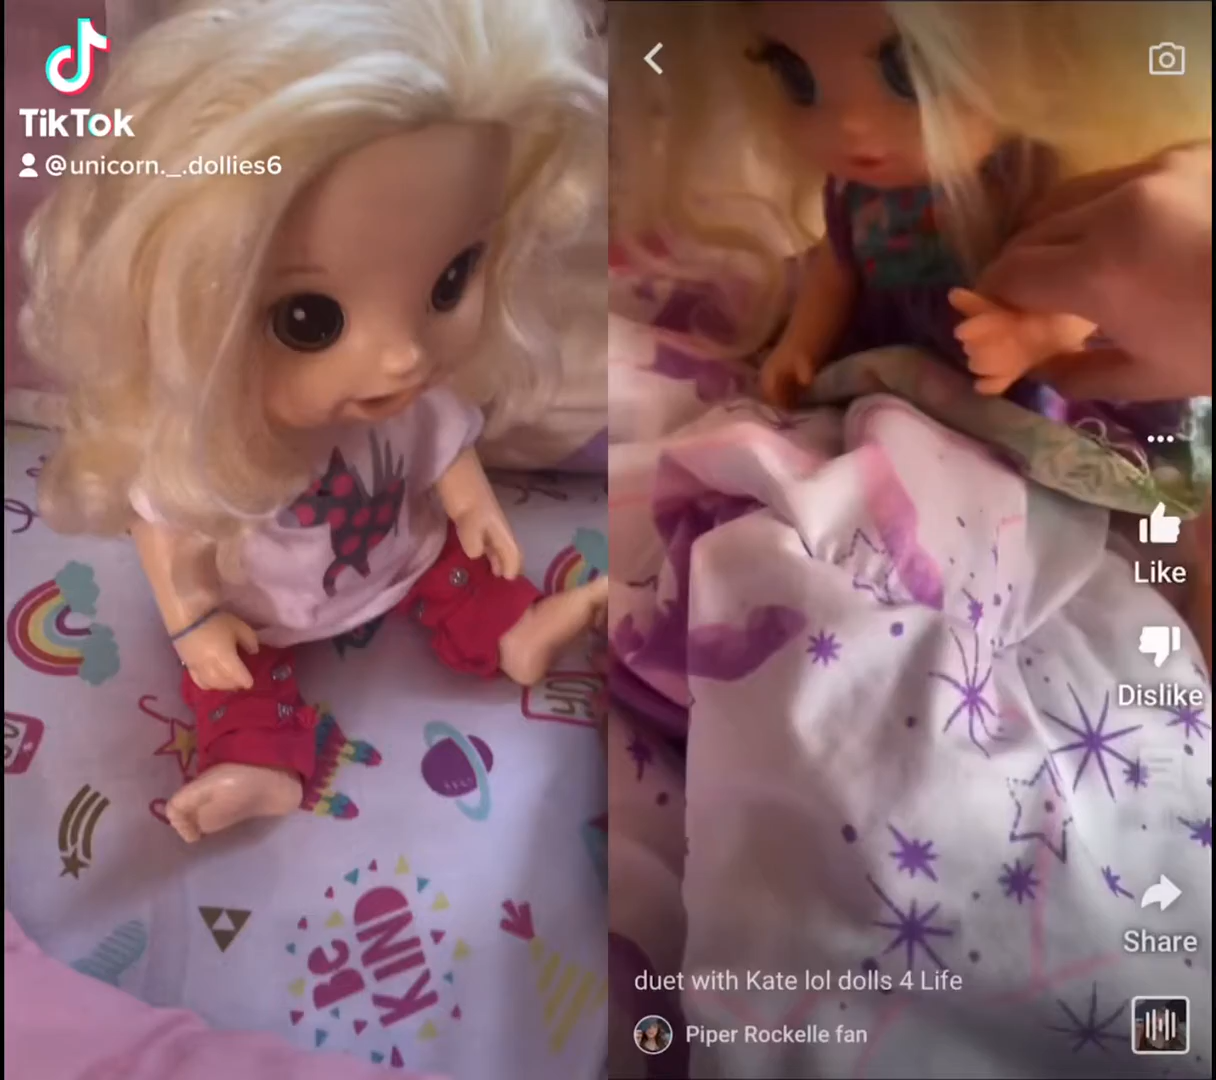 TikTok
@unicorn._.dollies6
BE
KIND
Like
Dislike
Share
duet with Kate lol dolls 4 Life
Piper Rockelle fan